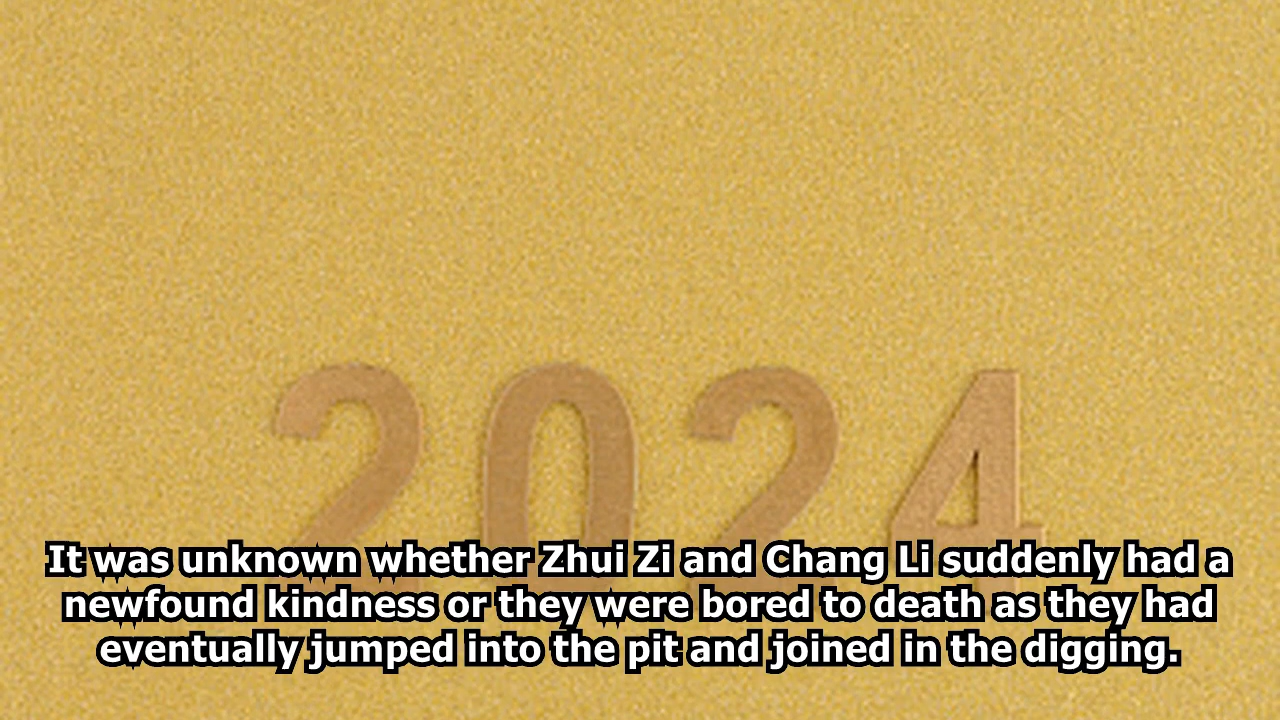 2024
It was unknown whether Zhui Zi and Chang Li suddenly had a
newfound kindness or they were bored to death as they had
eventually jumped into the pit and joined in the digging.